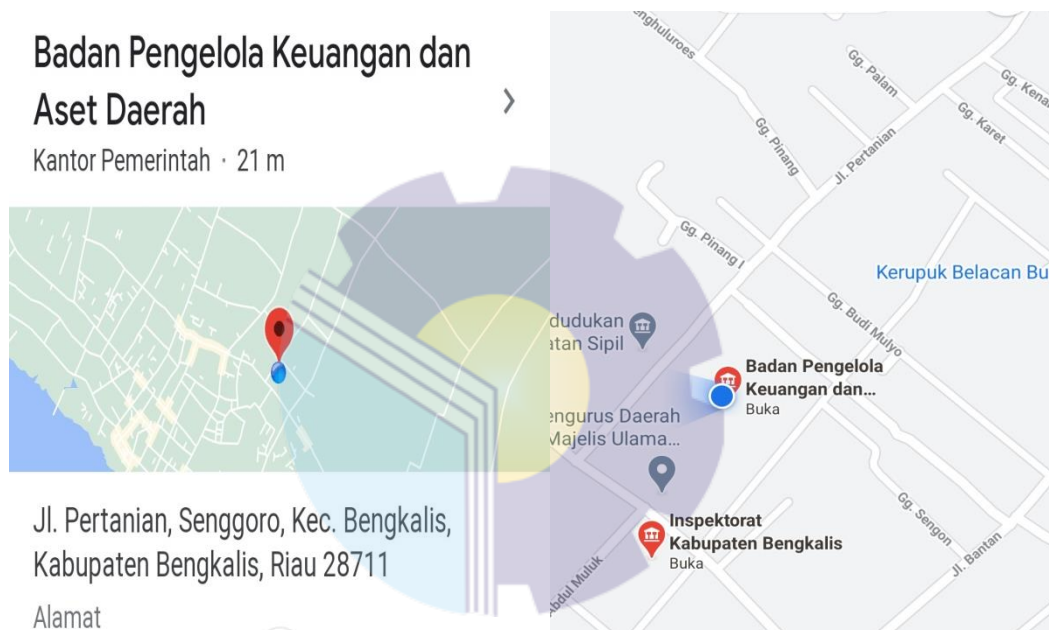 Badan Pengelola Keuangan dan
Aset Daerah
Kantor Pemerintah · 21 m
Jl. Pertanian, Senggoro, Kec. Bengkalis,
Kabupaten Bengkalis, Riau 28711
Alamat
nghuluroes
Gg. Palam
Gg. Kena
Gg. Karet
Gg. Pinang
Jl. Pertanian
Gg. Pinang I
Kerupuk Belacan Bu
Gg. Budi Mulyo
dudukan
atan Sipil
Badan Pengelola
Keuangan dan...
Buka
engurus Daerah
Majelis Ulama...
Inspektorat
Kabupaten Bengkalis
Buka
Gg. Sengon
Jl. Bantan
Abdul Muluk